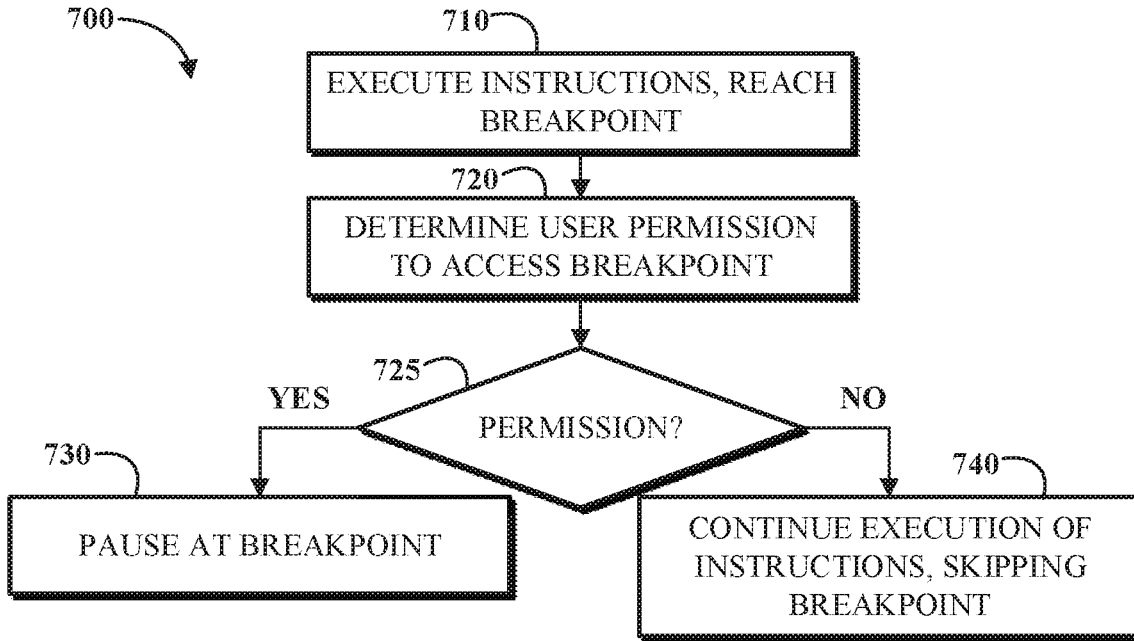 700
710
EXECUTE INSTRUCTIONS, REACH
BREAKPOINT
720
DETERMINE USER PERMISSION
TO ACCESS BREAKPOINT
725
YES
PERMISSION?
NO
730
PAUSE AT BREAKPOINT
740
CONTINUE EXECUTION OF
INSTRUCTIONS, SKIPPING
BREAKPOINT